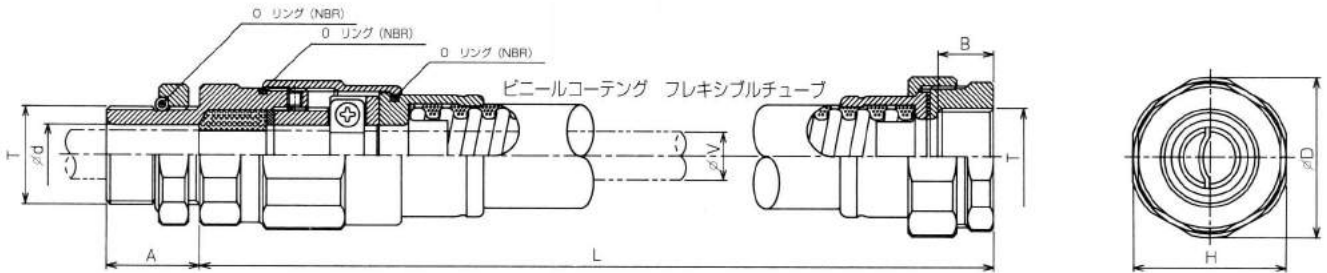 O リング (NBR)
O リング (NBR)
O リング (NBR)
ビニールコーテング フレキシブルチューブ
B
T
Ød
ØV
T
ØD
A
L
H